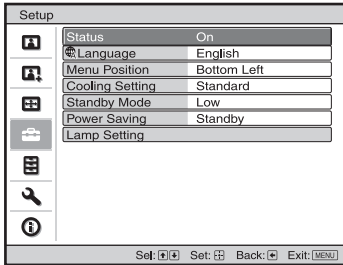 Setup
Status On
Language English
Menu Position Bottom Left
Cooling Setting Standard
Standby Mode Low
Power Saving Standby
Lamp Setting
Sel: Set: Back: Exit: MENU